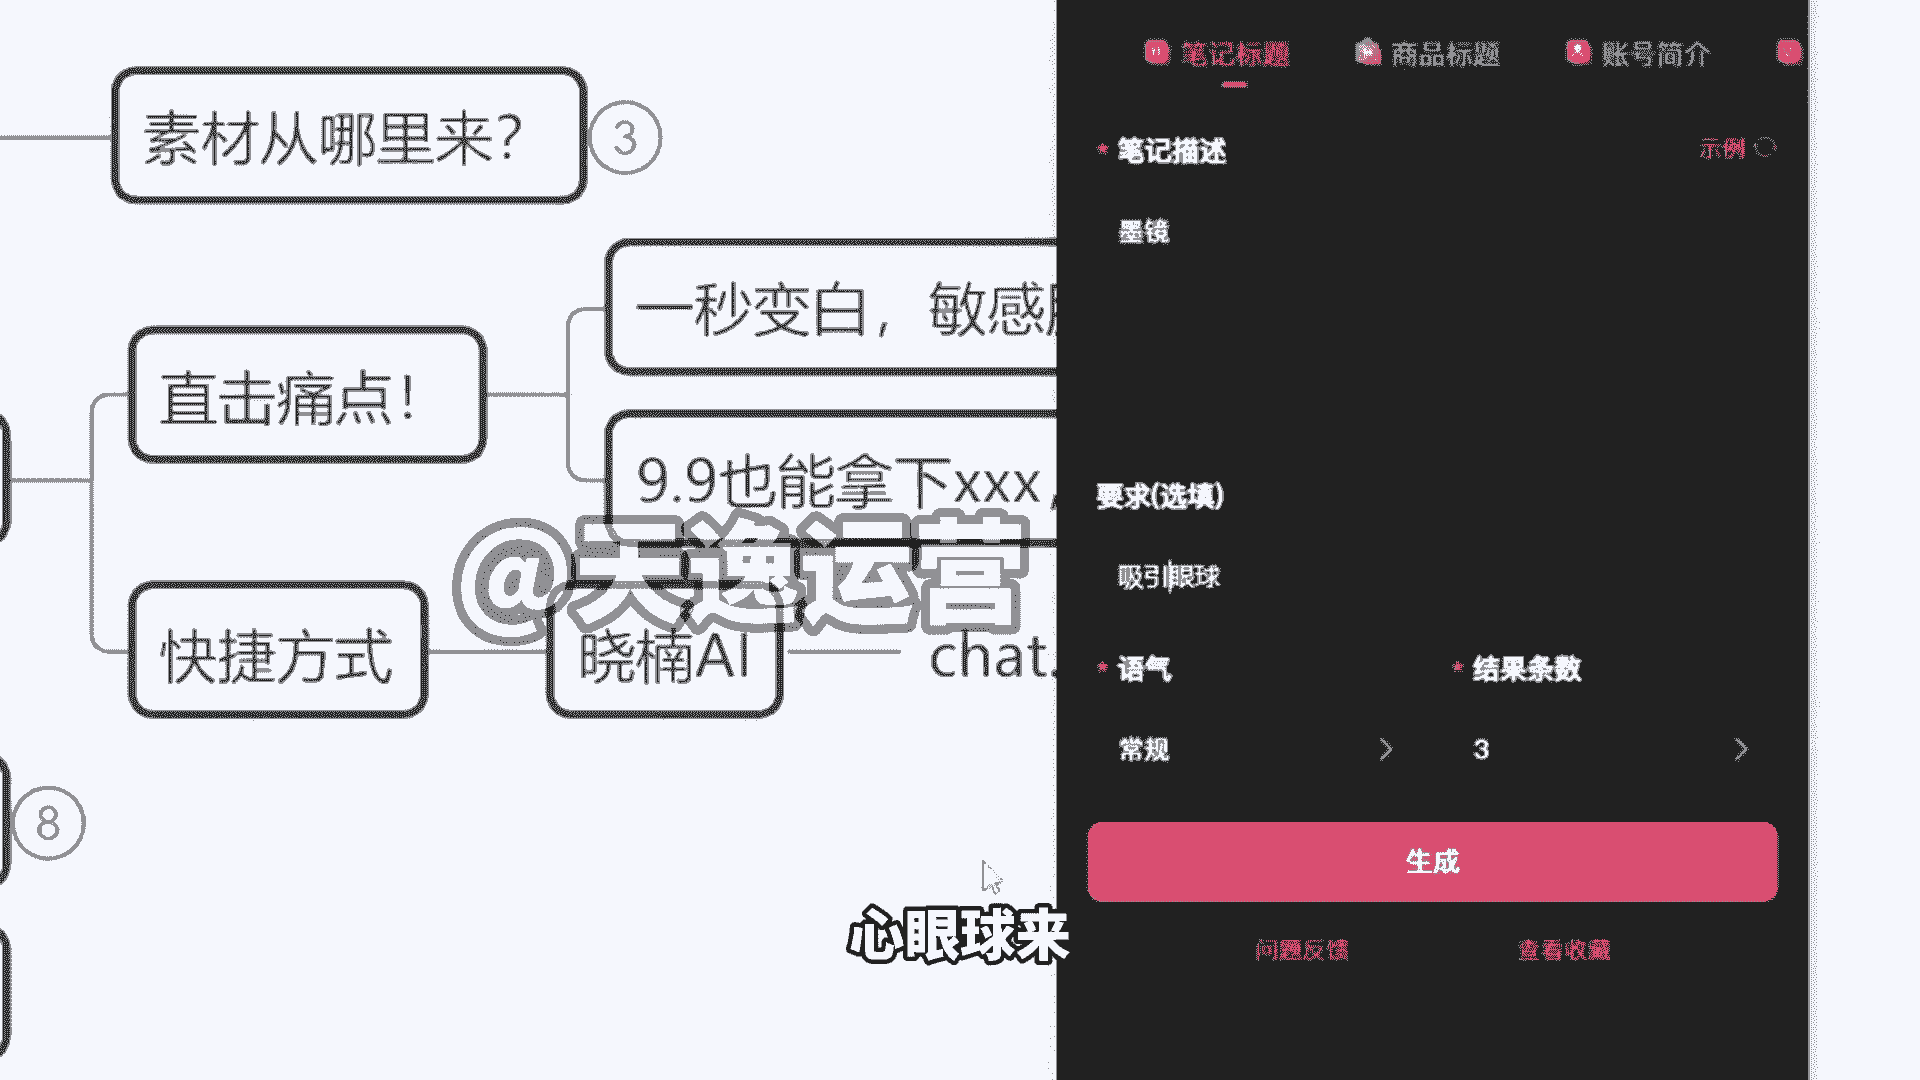 素材从哪里来？
3
一秒变白，敏感
直击痛点！
9.9也能拿下xxx，
@天逸运营
快捷方式
晓楠AI
chat.
8
心眼球来
笔记标题
商品标题
账号简介
* 笔记描述
示例
墨镜
要求(选填)
吸引眼球
* 语气
* 结果条数
常规
3
生成
问题反馈
查看收藏